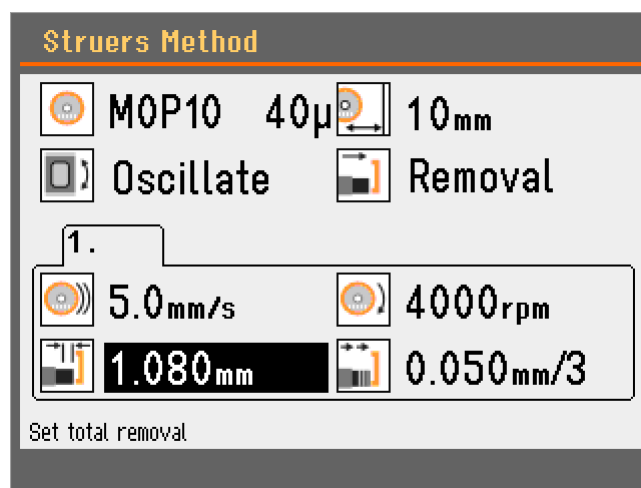 Struers Method
M0P10 40µ 10mm
Oscillate Removal
1.
5.0mm/s 4000rpm
1.080mm 0.050mm/3
Set total removal